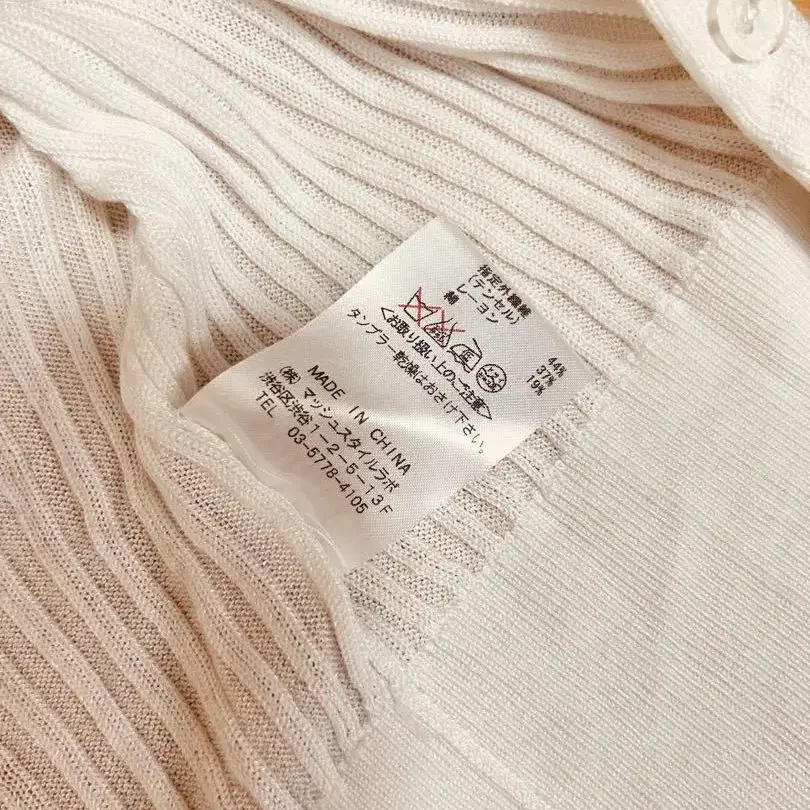 指定外繊維
(テンセル) 44%
レーヨン 37%
綿 19%
<お取り扱い上のご注意>
タンブラー乾燥はおさけ下さい。
MADE IN CHINA
(株)マッシュスタイルラボ
渋谷区渋谷1-2-5-13F
TEL 03-5778-4105